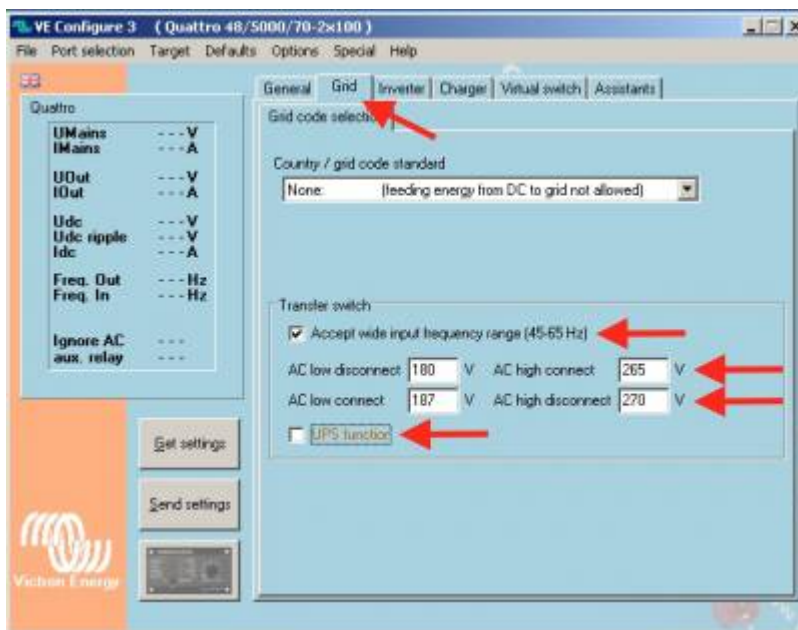 VE Configure 3 ( Quattro 48/5000/70-2x100 )
File Port selection Target Defaults Options Special Help
General Grid Inverter Charger Virtual switch Assistants
Quattro
Grid code selection
UMains ---V
IMains ---A
UOut ---V
IOut ---A
Udc ---V
Udc ripple ---V
Idc ---A
Freq. Out ---Hz
Freq. In ---Hz
Ignore AC ---
aux. relay ---
Country / grid code standard
None: (feeding energy from DC to grid not allowed)
Transfer switch
Accept wide input frequency range (45-65 Hz)
AC low disconnect 180 V AC high connect 265 V
AC low connect 187 V AC high disconnect 270 V
UPS function
Get settings
Send settings
Victron Energy